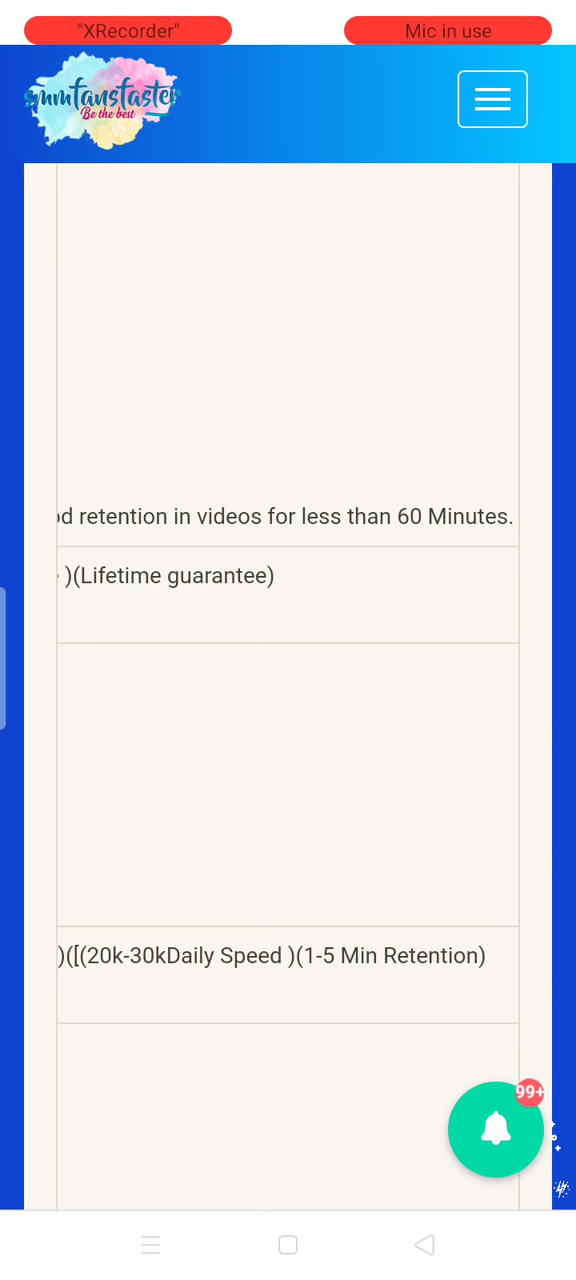 "XRecorder"
Mic in use
smmfansfaster
Be the best
od retention in videos for less than 60 Minutes.
)(Lifetime guarantee)
)([(20k-30kDaily Speed )(1-5 Min Retention)
99+